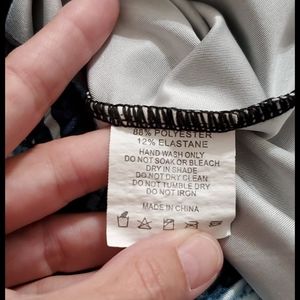 88% POLYESTER
12% ELASTANE
HAND WASH ONLY
DO NOT SOAK OR BLEACH
DRY IN SHADE
DO NOT DRY CLEAN
DO NOT TUMBLE DRY
DO NOT IRON
MADE IN CHINA